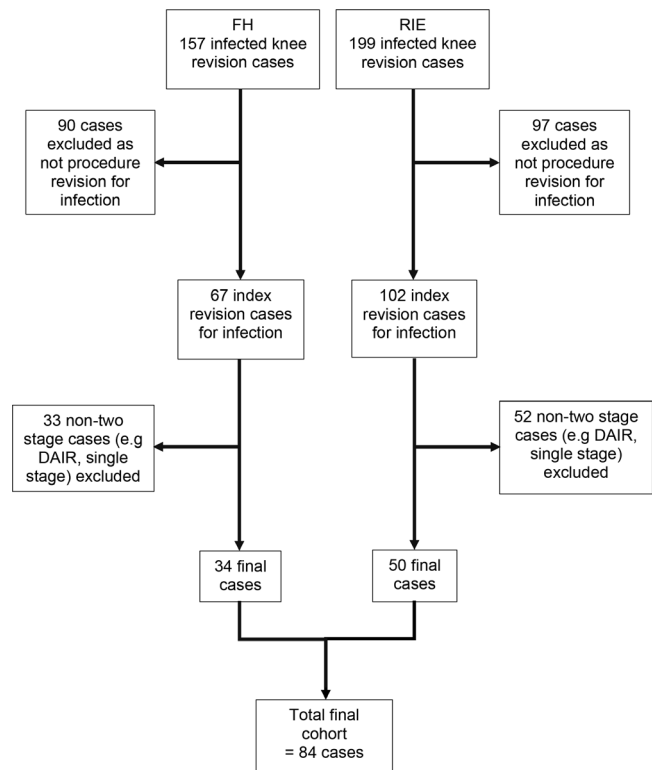 FH
157 infected knee
revision cases
RIE
199 infected knee
revision cases
90 cases
excluded as
not procedure
revision for
infection
97 cases
excluded as
not procedure
revision for
infection
67 index
revision cases
for infection
102 index
revision cases
for infection
33 non-two
stage cases (e.g
DAIR, single
stage) excluded
52 non-two stage
cases (e.g DAIR,
single stage)
excluded
34 final
cases
50 final
cases
Total final
cohort
= 84 cases